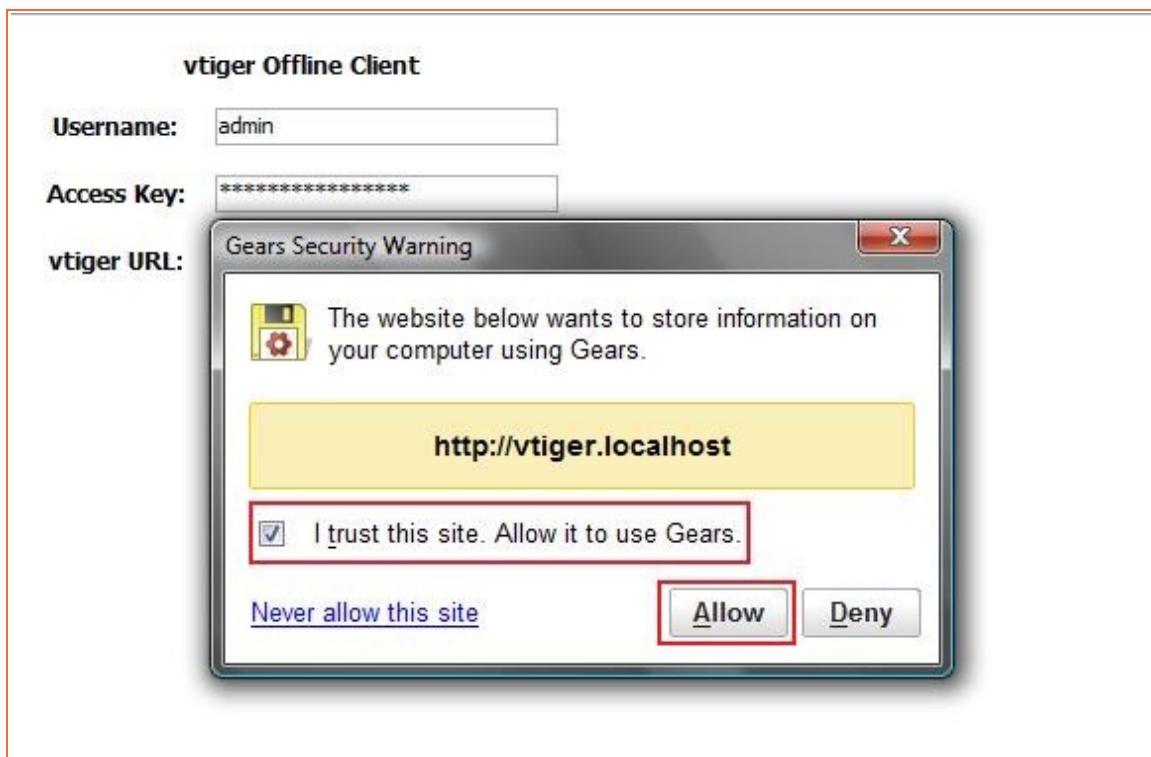 vtiger Offline Client
Username: admin
Access Key: ****************
vtiger URL:
Gears Security Warning
X
The website below wants to store information on
your computer using Gears.
http://vtiger.localhost
I trust this site. Allow it to use Gears.
Never allow this site Allow Deny